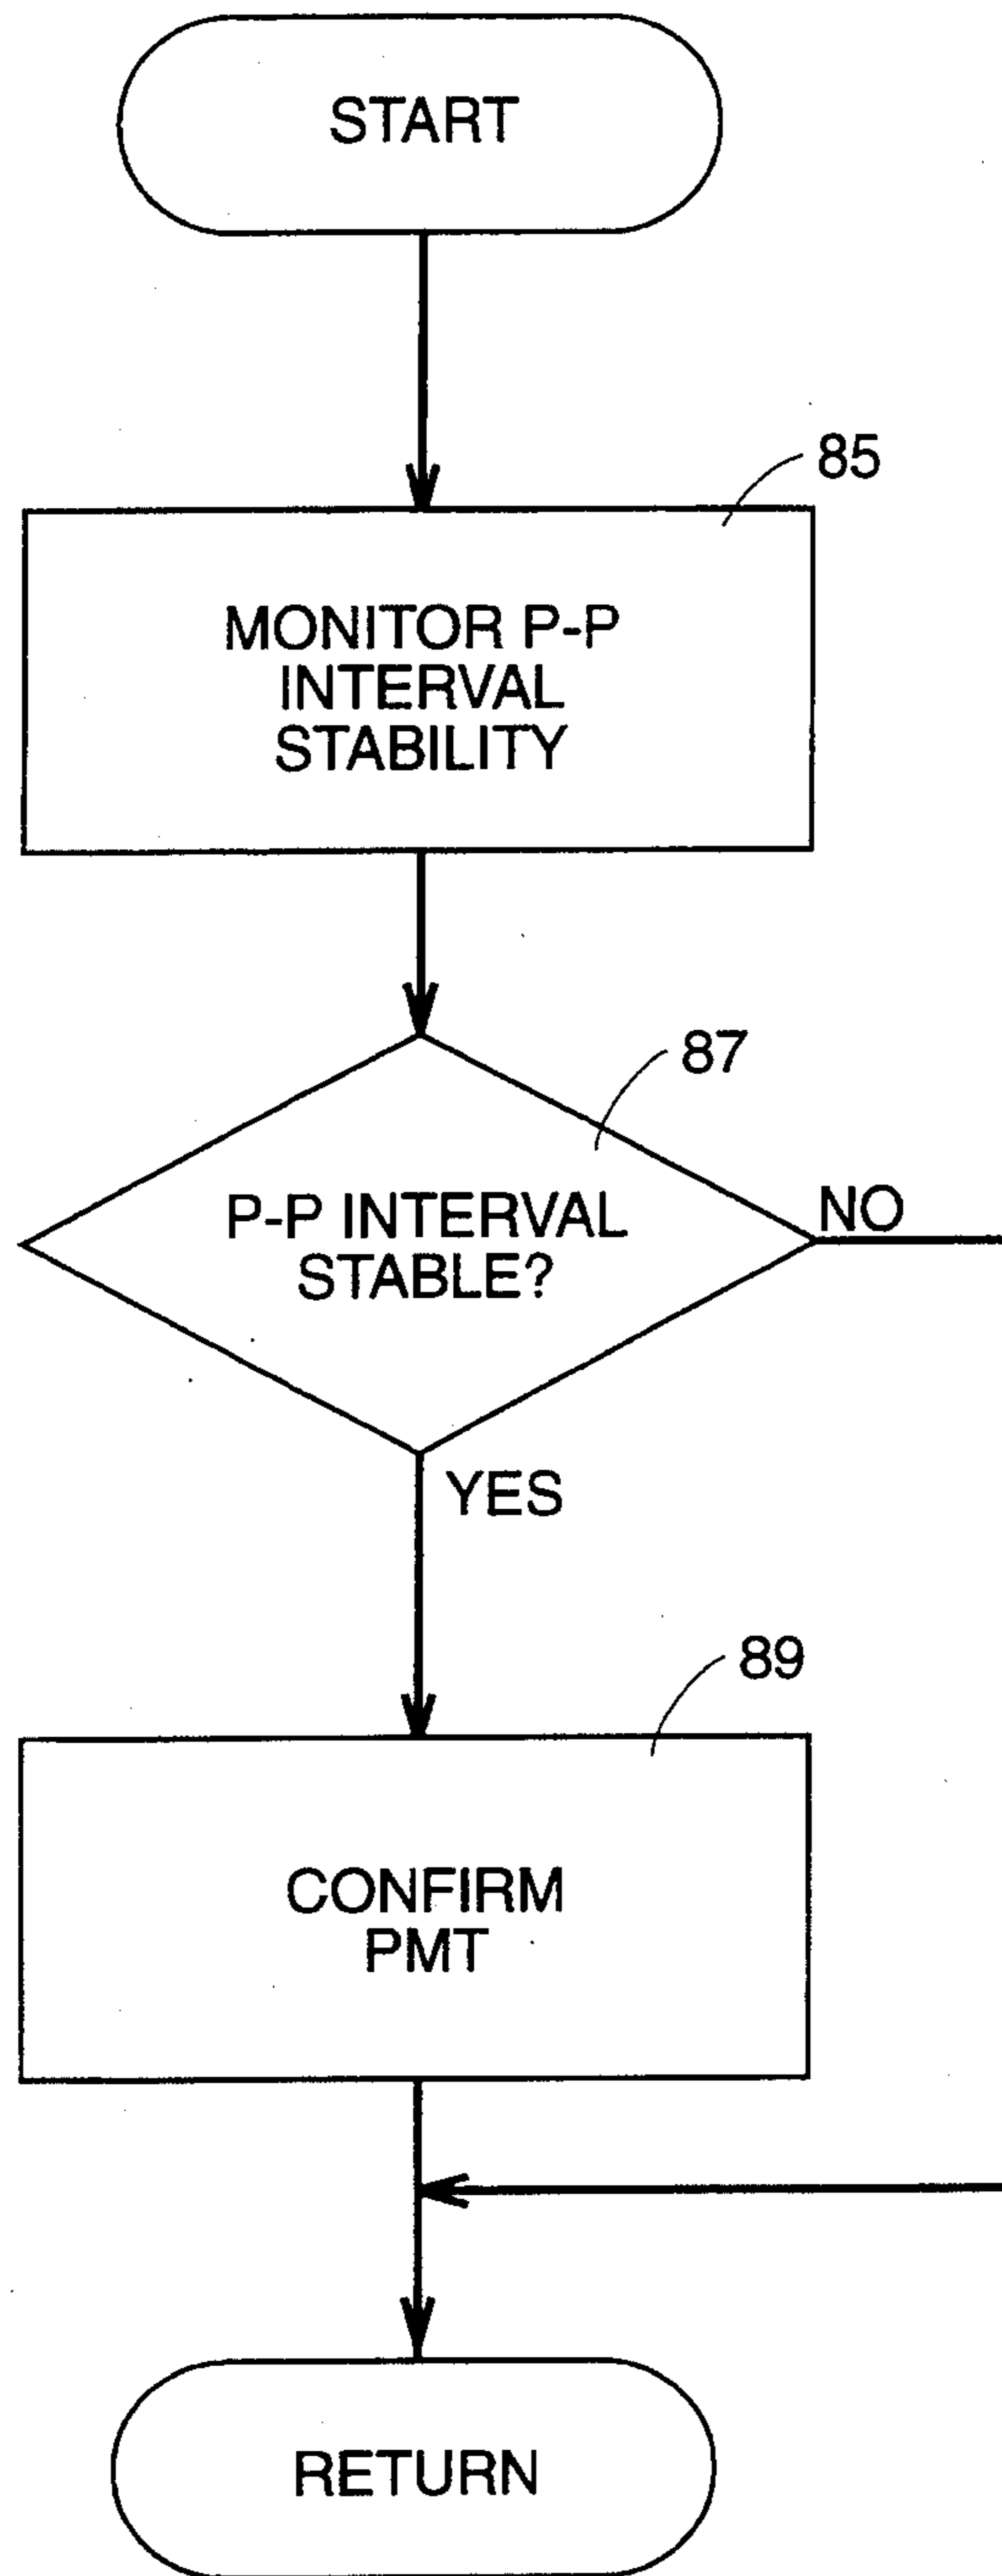 START
85
MONITOR P-P
INTERVAL
STABILITY
87
P-P INTERVAL
STABLE?
NO
YES
89
CONFIRM
PMT
RETURN